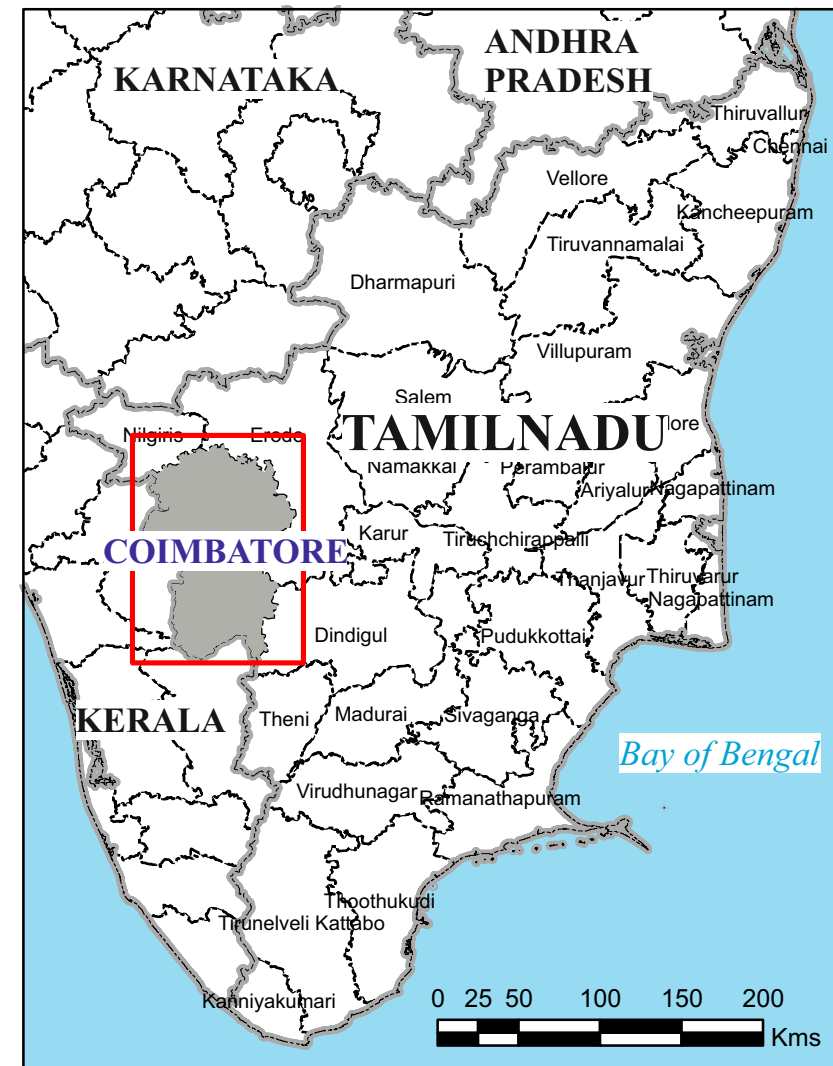 ANDHRA
PRADESH
KARNATAKA
Thiruvallur
Chennai
Vellore
Kancheepuram
Tiruvannamalai
Dharmapuri
Villupuram
Salem
TAMILNADU
lore
Nilgiris
Erode
Namakkal
Perambalur
Ariyalur
Nagapattinam
Karur
Tiruchchirappalli
COIMBATORE
Thanjavur
Thiruvarur
Nagapattinam
Dindigul
Pudukkottai
KERALA
Theni
Madurai
Sivaganga
Bay of Bengal
Virudhunagar
Ramanathapuram
Thoothukudi
Tirunelveli Kattabo
Kanniyakumari
0 25 50 100 150 200
Kms